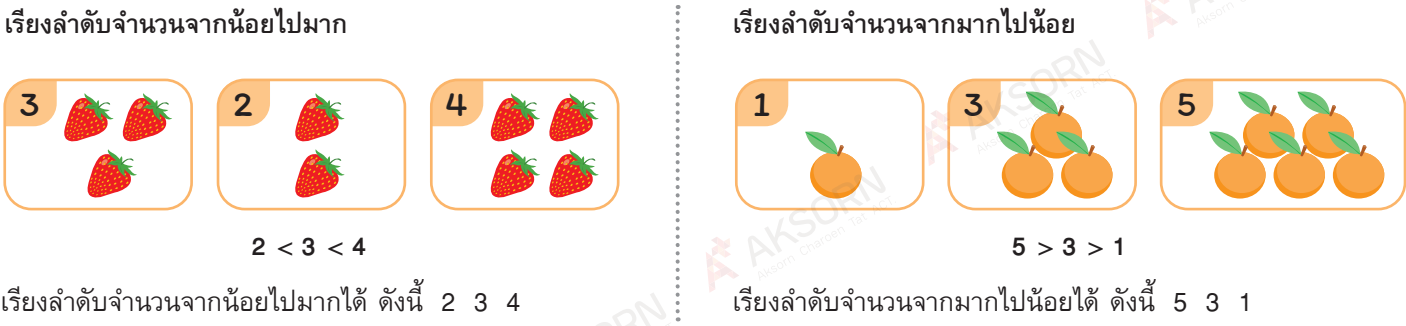 เรียงลำดับจำนวนจากน้อยไปมาก
3 2 4
2 < 3 < 4
เรียงลำดับจำนวนจากน้อยไปมากได้ ดังนี้ 2 3 4
เรียงลำดับจำนวนจากมากไปน้อย
1 3 5
5 > 3 > 1
เรียงลำดับจำนวนจากมากไปน้อยได้ ดังนี้ 5 3 1
AKSORN
Aksorn Charoen Tat ACT
AKSORN